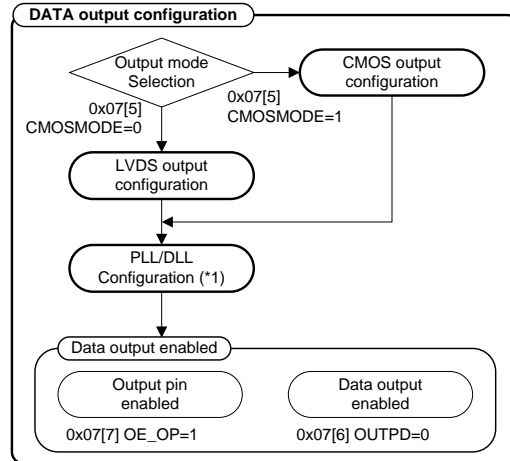 DATA output configuration
Output mode
Selection
CMOS output
configuration
0x07[5]
CMOSMODE=0
0x07[5]
CMOSMODE=1
LVDS output
configuration
PLL/DLL
Configuration (*1)
Data output enabled
Output pin
enabled
Data output
enabled
0x07[7] OE_OP=1
0x07[6] OUTPD=0